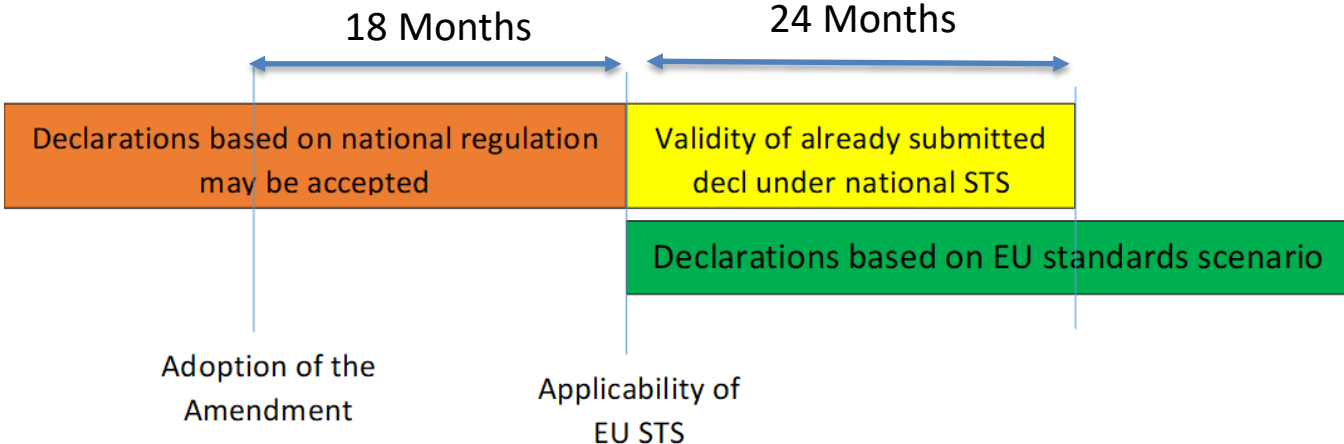 18 Months
24 Months
Declarations based on national regulation
may be accepted
Validity of already submitted
decl under national STS
Declarations based on EU standards scenario
Adoption of the
Amendment
Applicability of
EU STS